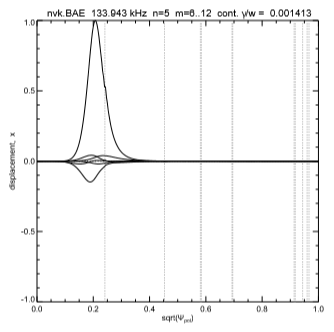 nvk.BAE 133.943 kHz n=5 m=6..12 cont. γ/w = 0.001413
1.0
0.5
0.0
-0.5
-1.0
displacement, x
0.0 0.2 0.4 0.6 0.8 1.0
sqrt(Ψpol)